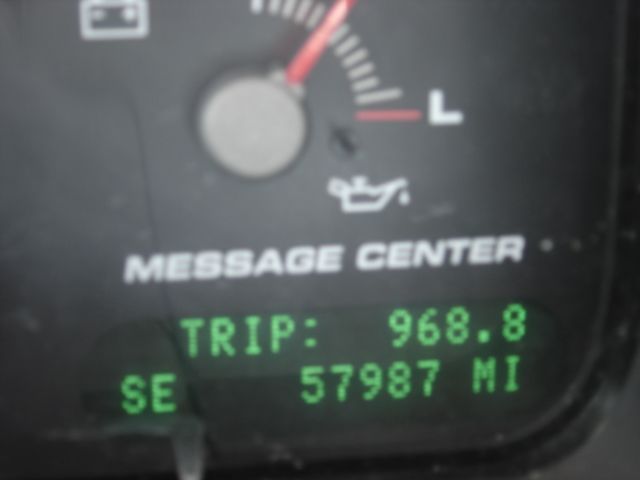 L
MESSAGE CENTER
TRIP: 968.8
SE 57987 MI